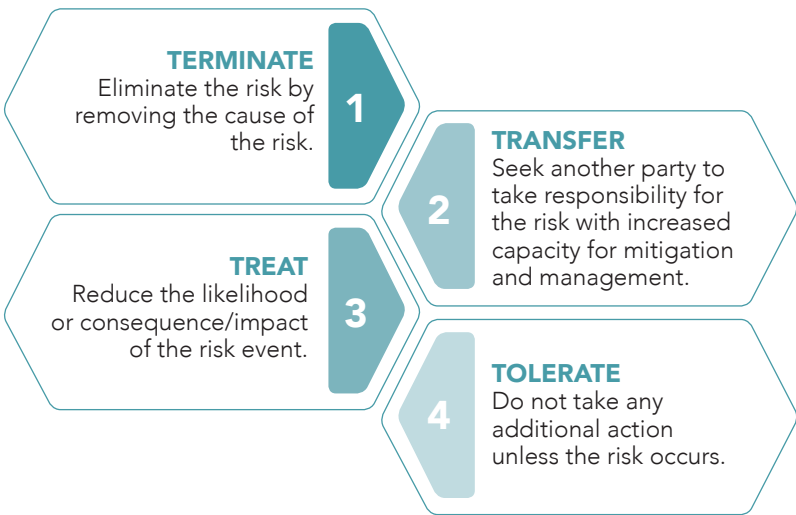 TERMINATE
Eliminate the risk by
removing the cause of
the risk.
1
TRANSFER
Seek another party to
take responsibility for
the risk with increased
capacity for mitigation
and management.
2
TREAT
Reduce the likelihood
or consequence/impact
of the risk event.
3
TOLERATE
Do not take any
additional action
unless the risk occurs.
4